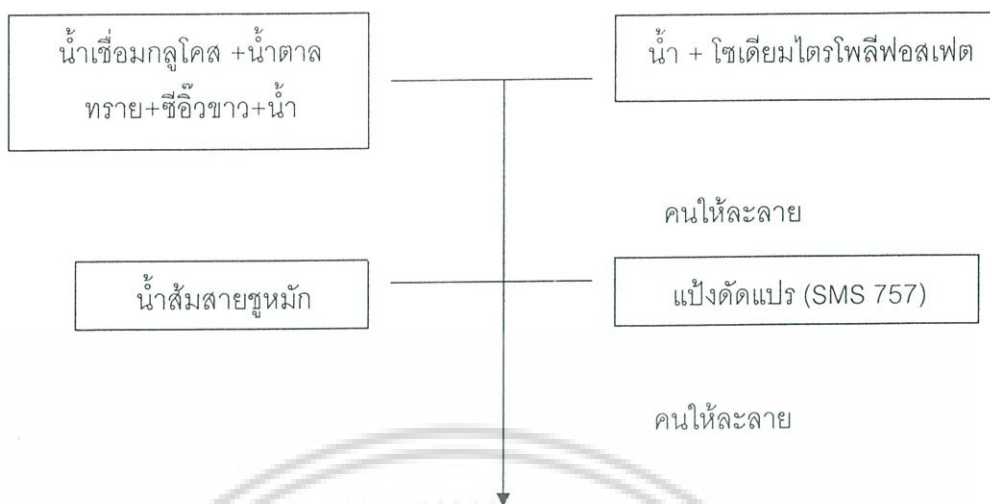 น้ำเชื่อมกลูโคส +น้ำตาล
ทราย+ซีอิ๊วขาว+น้ำ
น้ำ + โซเดียมไตรโพลีฟอสเฟต
คนให้ละลาย
น้ำส้มสายชูหมัก
แป้งดัดแปร (SMS 757)
คนให้ละลาย